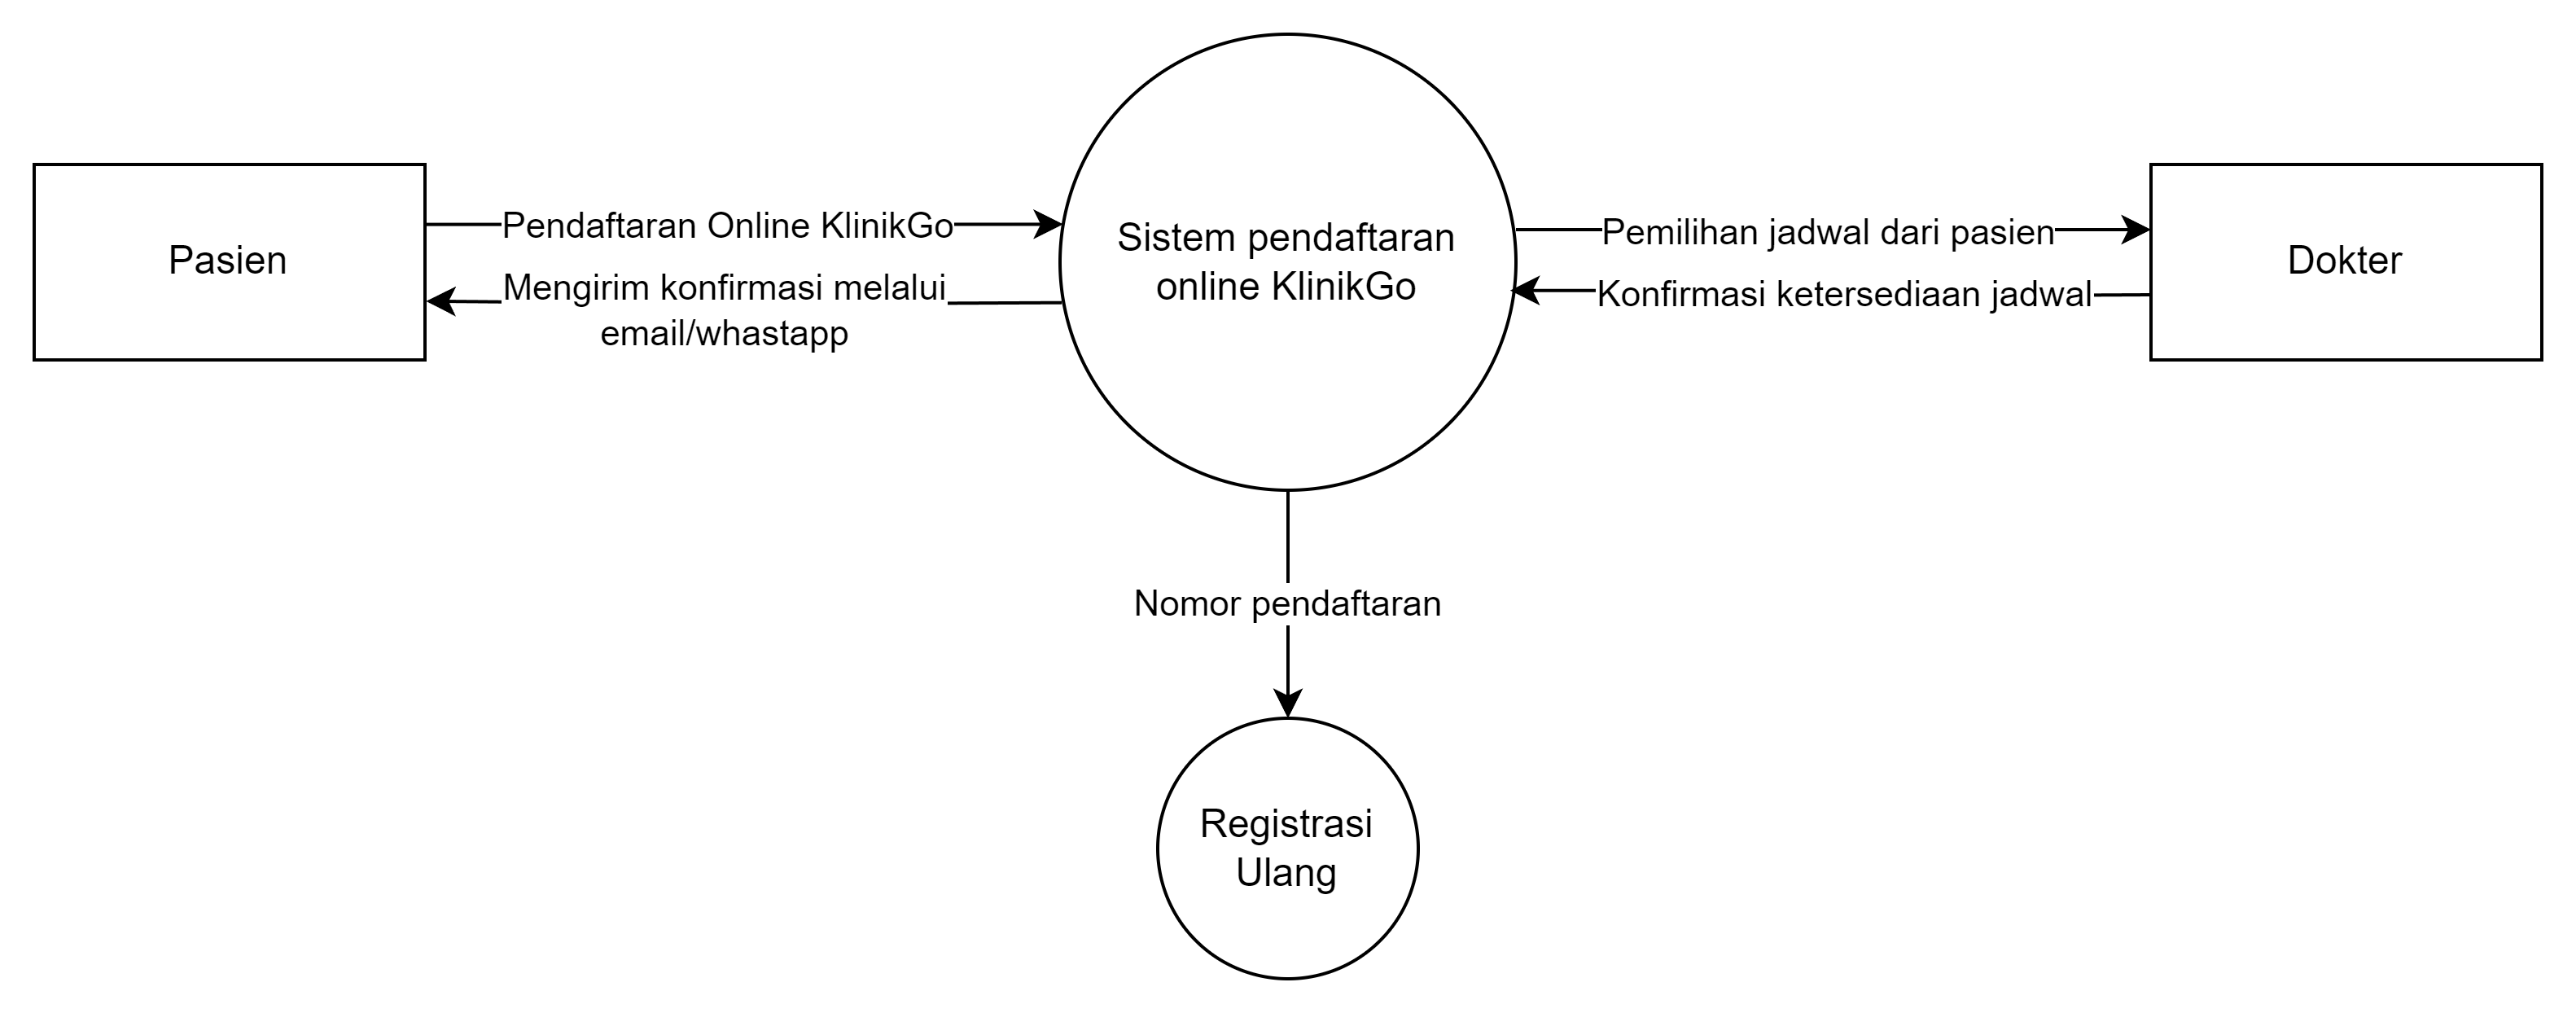 Pasien
Pendaftaran Online KlinikGo
Mengirim konfirmasi melalui
email/whastapp
Sistem pendaftaran
online KlinikGo
Pemilihan jadwal dari pasien
Konfirmasi ketersediaan jadwal
Dokter
Nomor pendaftaran
Registrasi
Ulang